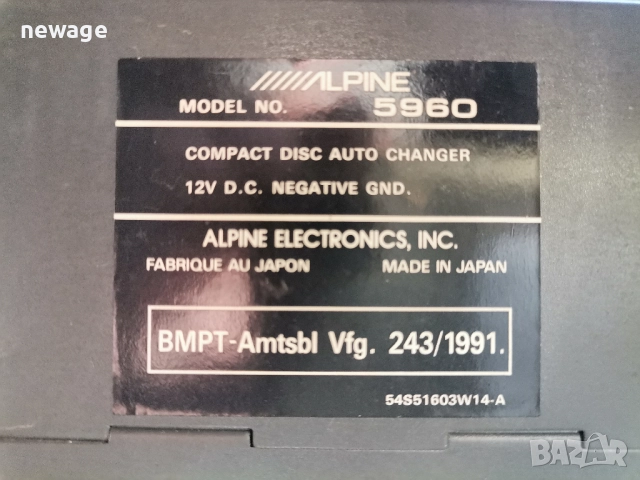 newage
ALPINE
MODEL NO. 5960
COMPACT DISC AUTO CHANGER
12V D.C. NEGATIVE GND.
ALPINE ELECTRONICS, INC.
FABRIQUE AU JAPON MADE IN JAPAN
BMPT-Amtsbl Vfg. 243/1991.
54S51603W14-A
BAZAR